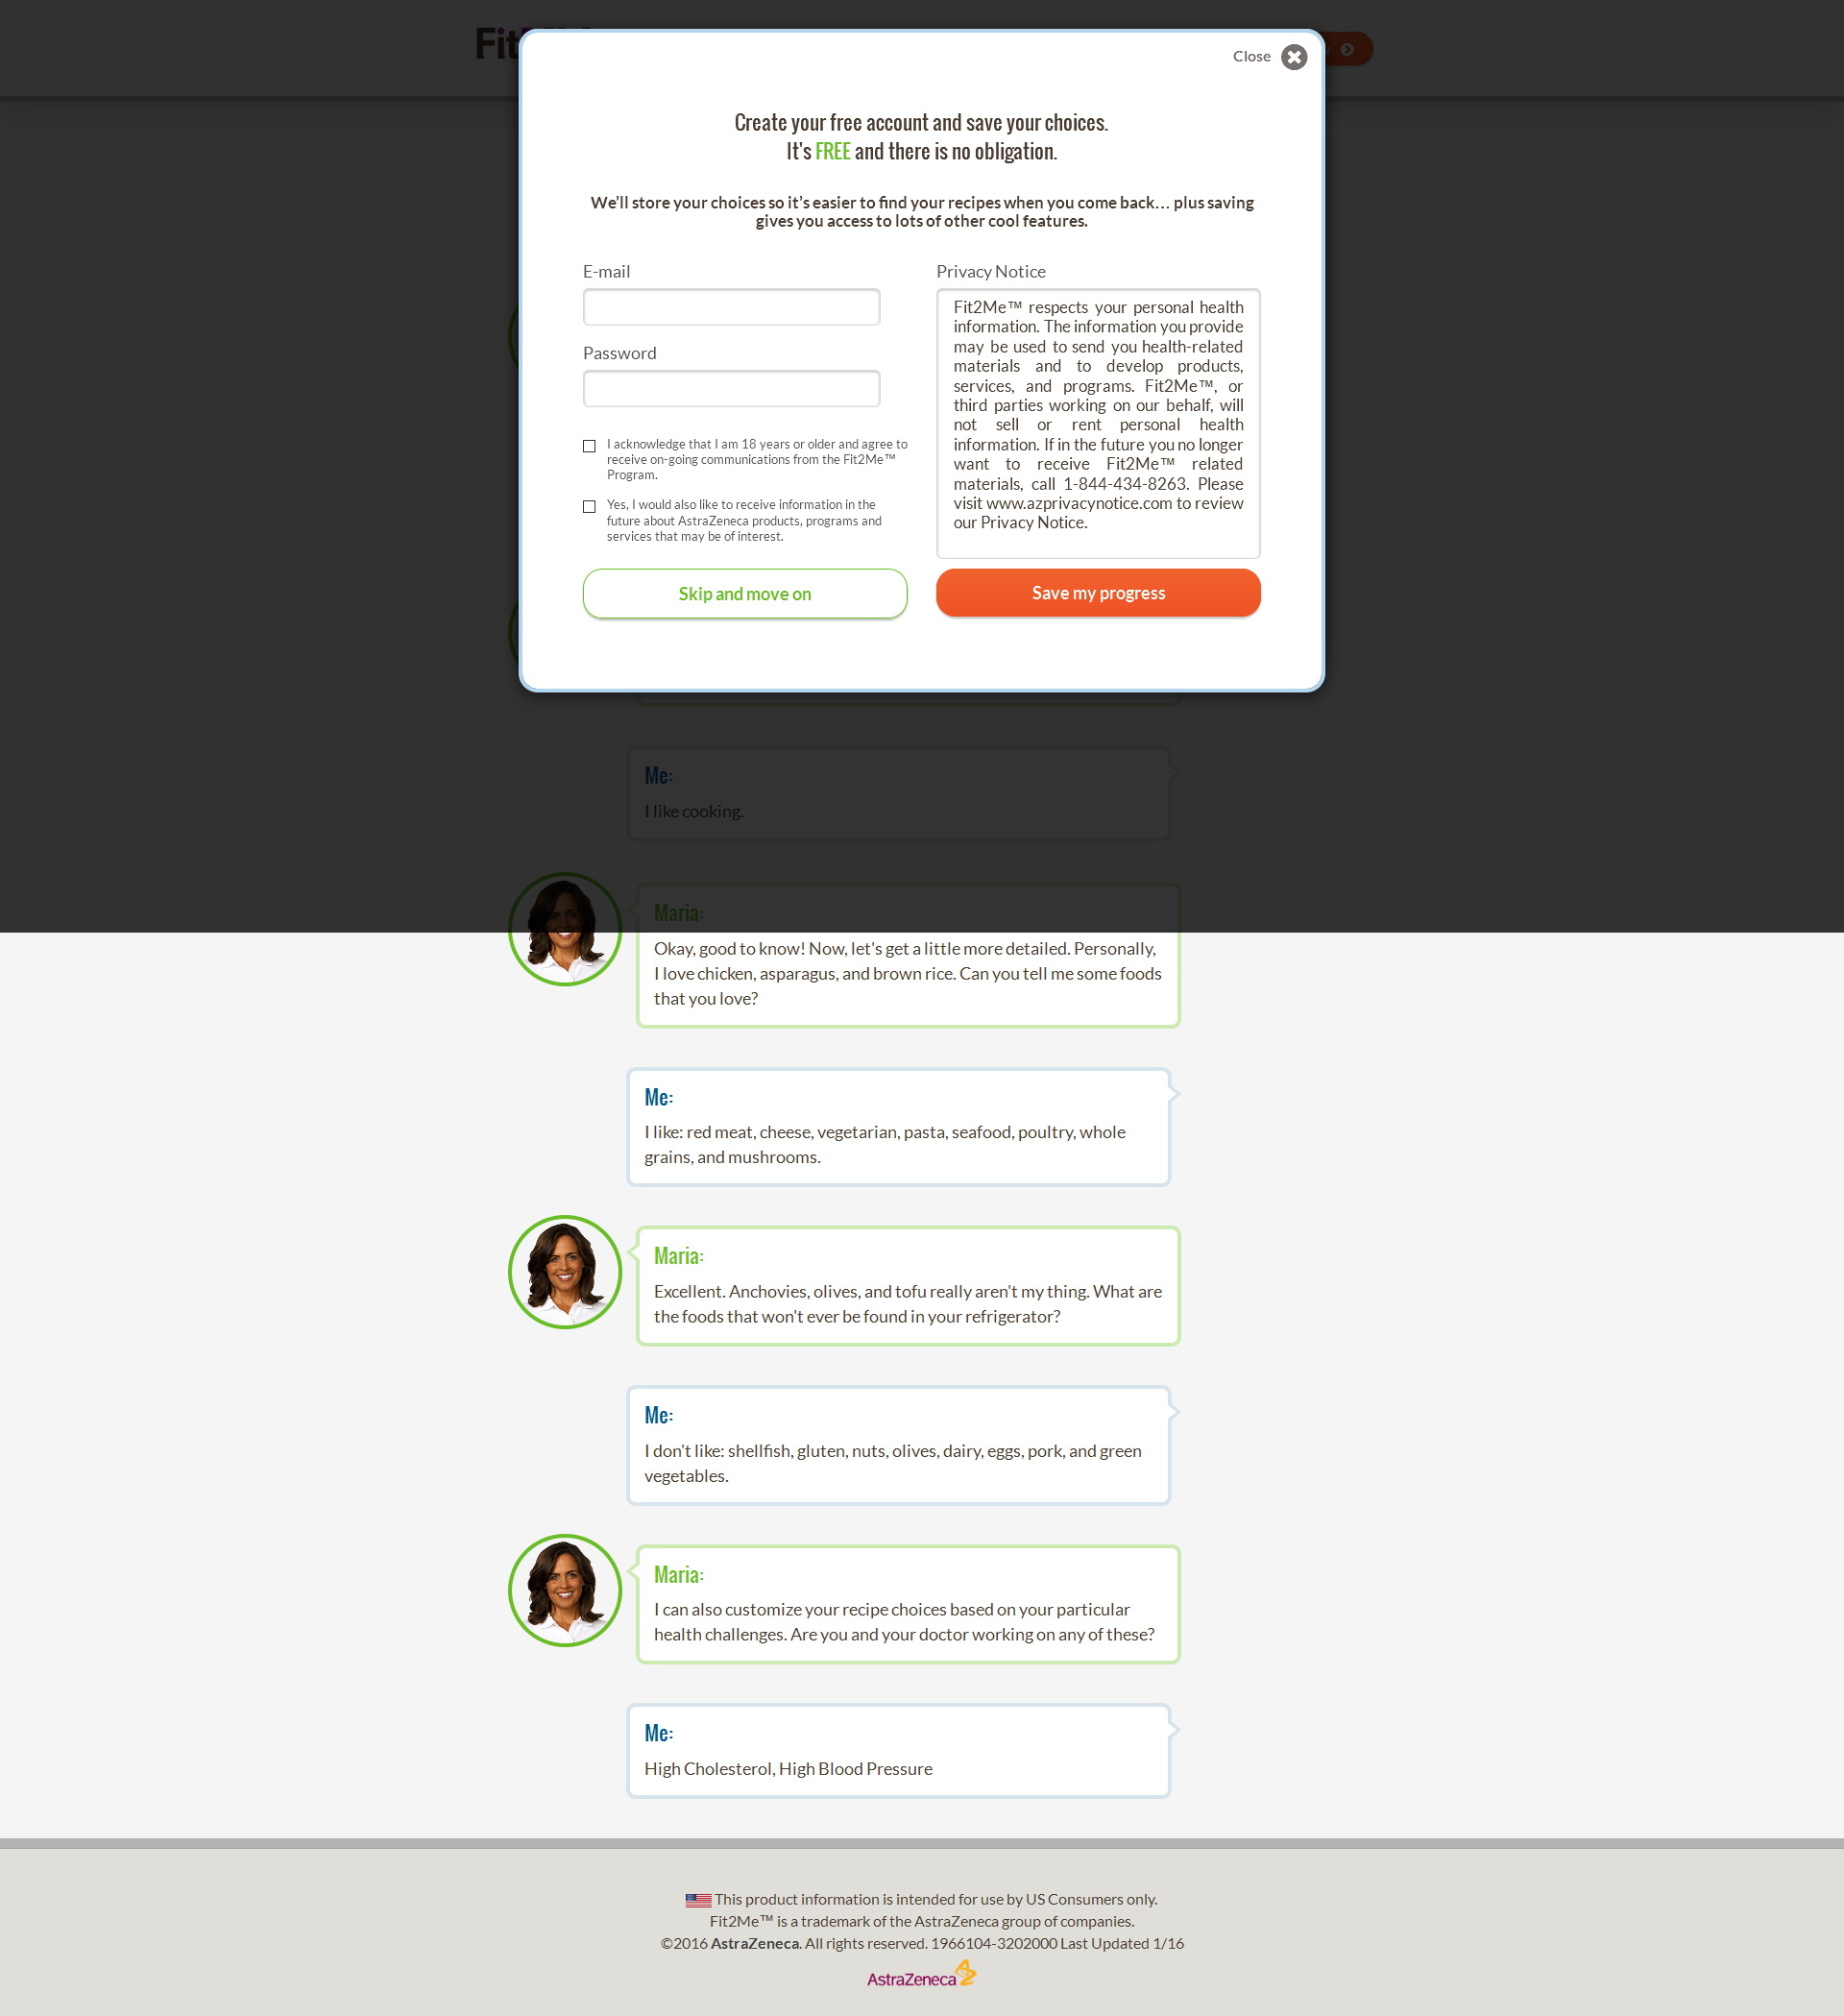 Fit
Close
Create your free account and save your choices.
It's FREE and there is no obligation.
We'll store your choices so it's easier to find your recipes when you come back… plus saving
gives you access to lots of other cool features.
E-mail
Password
I acknowledge that I am 18 years or older and agree to
receive on-going communications from the Fit2Me™
Program.
Yes, I would also like to receive information in the
future about AstraZeneca products, programs and
services that may be of interest.
Skip and move on
Privacy Notice
Fit2Me™ respects your personal health
information. The information you provide
may be used to send you health-related
materials and to develop products,
services, and programs. Fit2Me™, or
third parties working on our behalf, will
not sell or rent personal health
information. If in the future you no longer
want to receive Fit2Me™ related
materials, call 1-844-434-8263. Please
visit www.azprivacynotice.com to review
our Privacy Notice.
Save my progress
Me:
I like cooking.
Maria:
Okay, good to know! Now, let's get a little more detailed. Personally,
I love chicken, asparagus, and brown rice. Can you tell me some foods
that you love?
Me:
I like: red meat, cheese, vegetarian, pasta, seafood, poultry, whole
grains, and mushrooms.
Maria:
Excellent. Anchovies, olives, and tofu really aren't my thing. What are
the foods that won't ever be found in your refrigerator?
Me:
I don't like: shellfish, gluten, nuts, olives, dairy, eggs, pork, and green
vegetables.
Maria:
I can also customize your recipe choices based on your particular
health challenges. Are you and your doctor working on any of these?
Me:
High Cholesterol, High Blood Pressure
This product information is intended for use by US Consumers only.
Fit2Me™ is a trademark of the AstraZeneca group of companies.
©2016 AstraZeneca. All rights reserved. 1966104-3202000 Last Updated 1/16
AstraZeneca